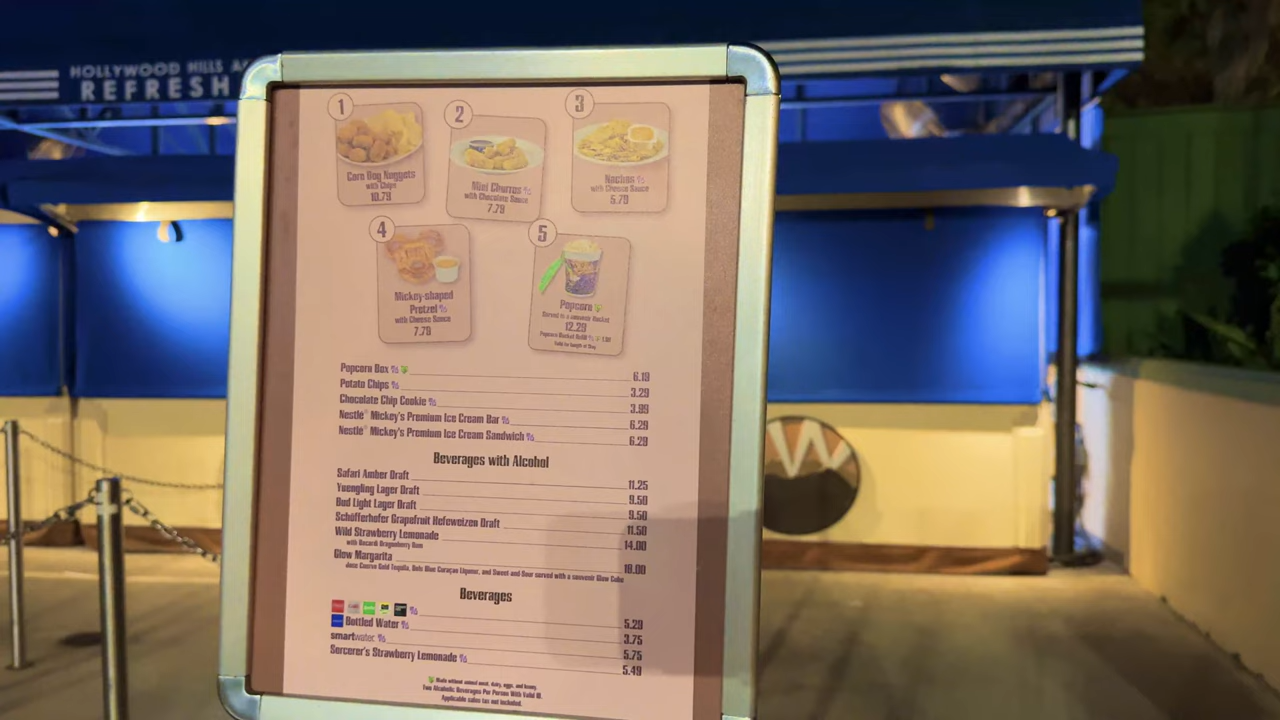 HOLLYWOOD HILLS
REFRESH
1
Corn Dog Nuggets
with Chips
10.79
2
Mini Churros
with Chocolate Sauce
7.79
3
Nachos
with Cheese Sauce
5.79
4
Mickey-shaped
Pretzel
with Cheese Sauce
7.79
5
Popcorn
Served in a souvenir Bucket
12.29
Popcorn Bucket Refill
Valid for Length of Stay.
Popcorn Box 6.19
Potato Chips 3.29
Chocolate Chip Cookie 3.99
Nestlé® Mickey's Premium Ice Cream Bar 6.29
Nestlé® Mickey's Premium Ice Cream Sandwich 6.29
Beverages with Alcohol
Safari Amber Draft 11.25
Yuengling Lager Draft 9.50
Bud Light Lager Draft 9.50
Schöfferhofer Grapefruit Hefeweizen Draft 11.50
Wild Strawberry Lemonade 14.00
with Bacardi Dragonberry Rum
Glow Margarita 18.00
Jose Cuervo Gold Tequila, Bols Blue Curaçao Liqueur, and Sweet-and-Sour served with a souvenir Glow Cube
Beverages
5.29
Bottled Water 3.75
smartwater. 5.75
Sorcerer's Strawberry Lemonade 5.49
Made without animal meat, dairy, eggs, and honey.
Two Alcoholic Beverages Per Person With Valid ID.
Applicable sales tax not included.
W